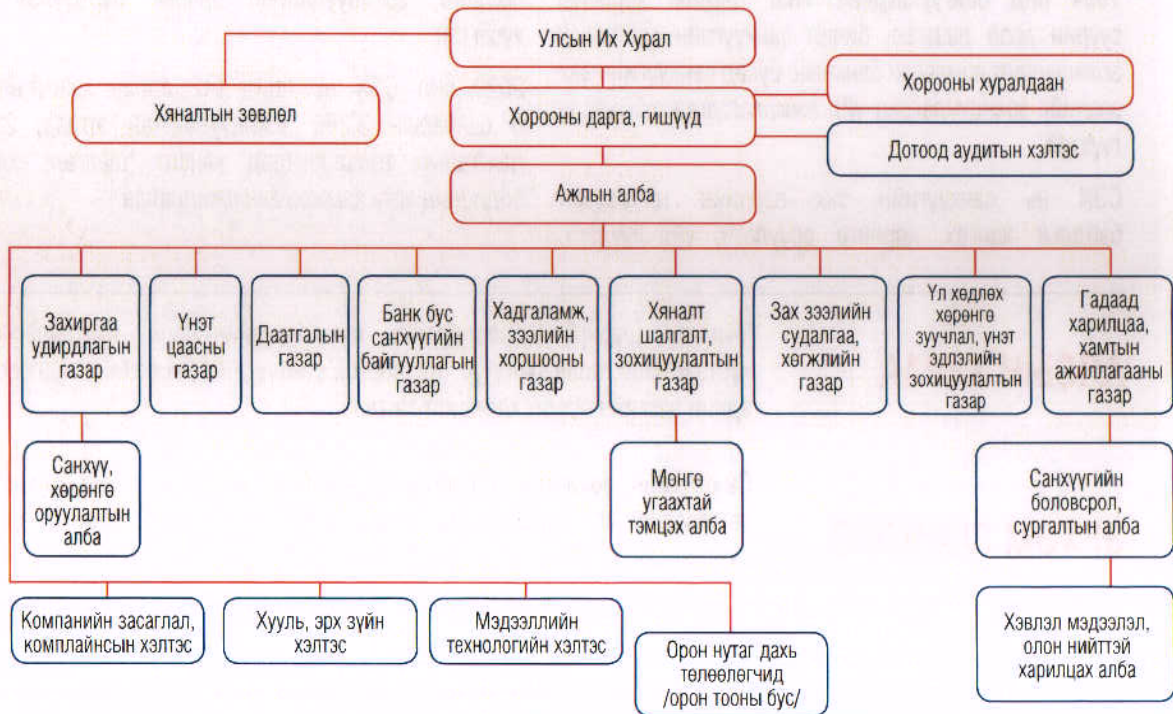 Улсын Их Хурал
Хяналтын зөвлөл
Хорооны хуралдаан
Хорооны дарга, гишүүд
Дотоод аудитын хэлтэс
Ажлын алба
Захиргаа
удирдлагын
газар
Үнэт
цаасны
газар
Даатгалын
газар
Банк бус
санхүүгийн
байгууллагын
газар
Хадгаламж,
зээлийн
хоршооны
газар
Хяналт
шалгалт,
зохицуулалтын
газар
Зах зээлийн
судалгаа,
хөгжлийн
газар
Үл хөдлөх
хөрөнгө
зуучлал, үнэт
эдлэлийн
зохицуулалтын
газар
Гадаад
харилцаа,
хамтын
ажиллагааны
газар
Санхүү,
хөрөнгө
оруулалтын
алба
Мөнгө
угаахтай
тэмцэх алба
Санхүүгийн
боловсрол,
сургалтын алба
Компанийн засаглал,
комплайнсын хэлтэс
Хууль, эрх зүйн
хэлтэс
Мэдээллийн
технологийн хэлтэс
Орон нутаг дахь
төлөөлөгчид
/орон тооны бус/
Хэвлэл мэдээлэл,
олон нийттэй
харилцах алба